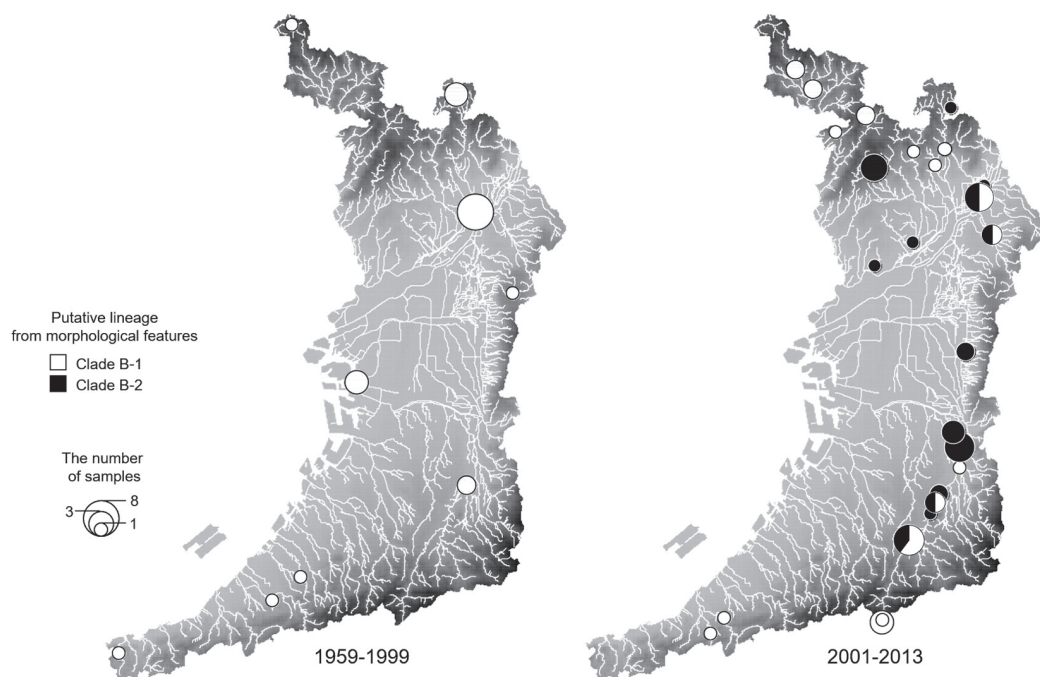 Putative lineage
from morphological features
Clade B-1
Clade B-2
The number
of samples
8
3
1
1959-1999
2001-2013